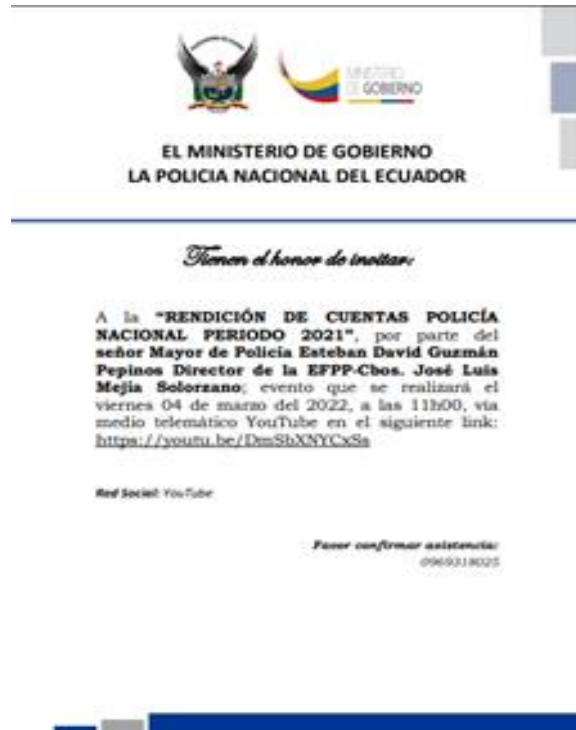 MINISTERIO
DE GOBIERNO
EL MINISTERIO DE GOBIERNO
LA POLICIA NACIONAL DEL ECUADOR
Tienen el honor de invitar:
A la “RENDICIÓN DE CUENTAS POLICÍA
NACIONAL PERIODO 2021”, por parte del
señor Mayor de Policía Esteban David Guzmán
Pepinos Director de la EFPP-Cbos. José Luis
Mejia Solorzano; evento que se realizará el
viernes 04 de marzo del 2022, a las 11h00, vía
medio telemático YouTube en el siguiente link:
https://youtu.be/DmSbXNYCxSs
Red Social: YouTube
Favor confirmar asistencia:
0969318025